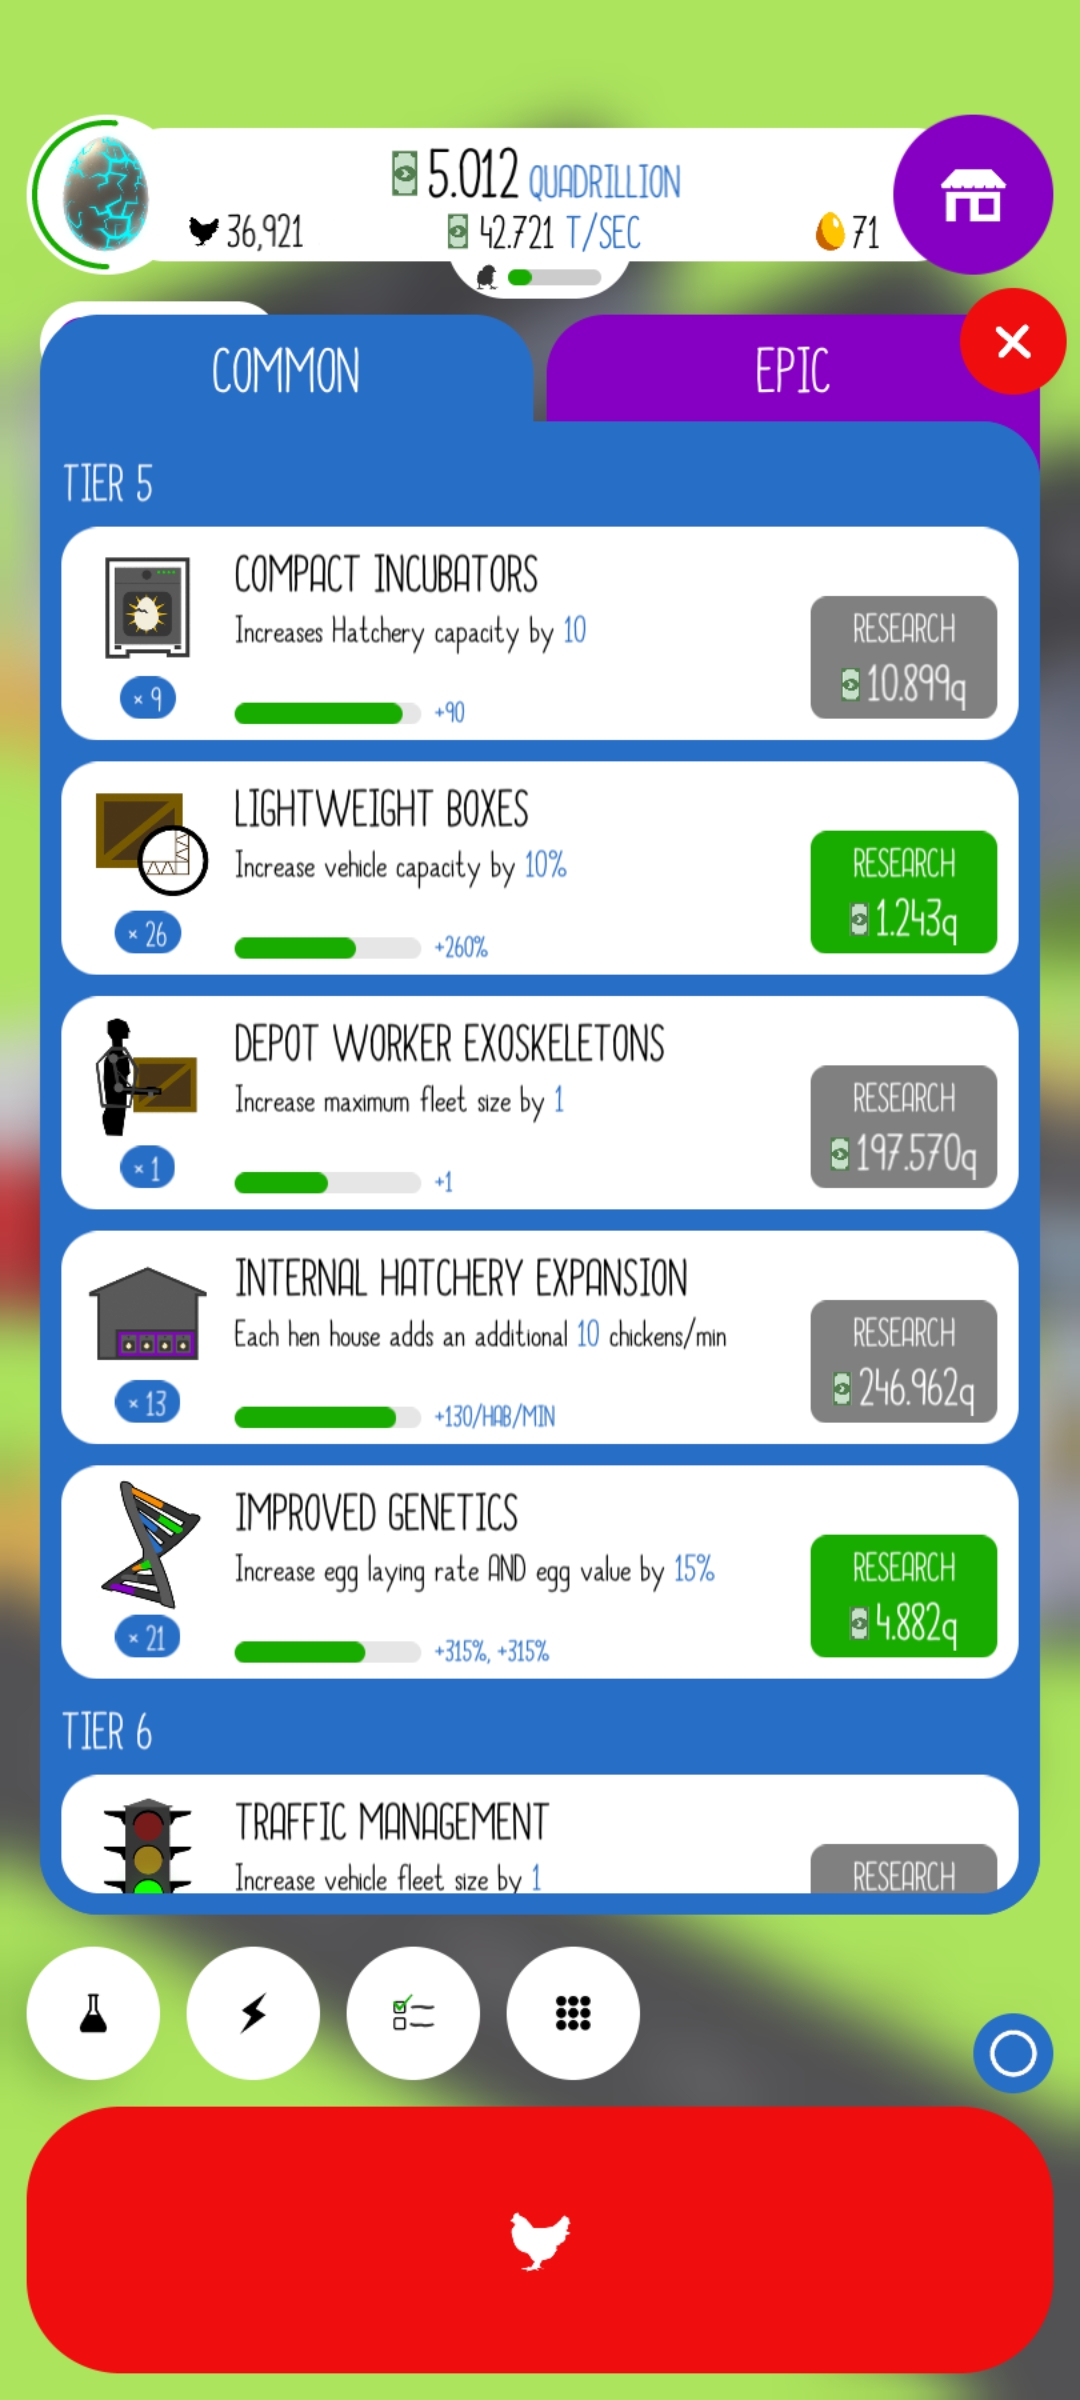 5.012 QUADRILLION
36,921
42.721 T/SEC
71
COMMON
EPIC
TIER 5
COMPACT INCUBATORS
Increases Hatchery capacity by 10
× 9
+90
RESEARCH
10.899q
LIGHTWEIGHT BOXES
Increase vehicle capacity by 10%
× 26
+260%
RESEARCH
1.243q
DEPOT WORKER EXOSKELETONS
Increase maximum fleet size by 1
× 1
+1
RESEARCH
197.570q
INTERNAL HATCHERY EXPANSION
Each hen house adds an additional 10 chickens/min
× 13
+130/HAB/MIN
RESEARCH
246.962q
IMPROVED GENETICS
Increase egg laying rate AND egg value by 15%
× 21
+315%, +315%
RESEARCH
4.882q
TIER 6
TRAFFIC MANAGEMENT
Increase vehicle fleet size by 1
RESEARCH